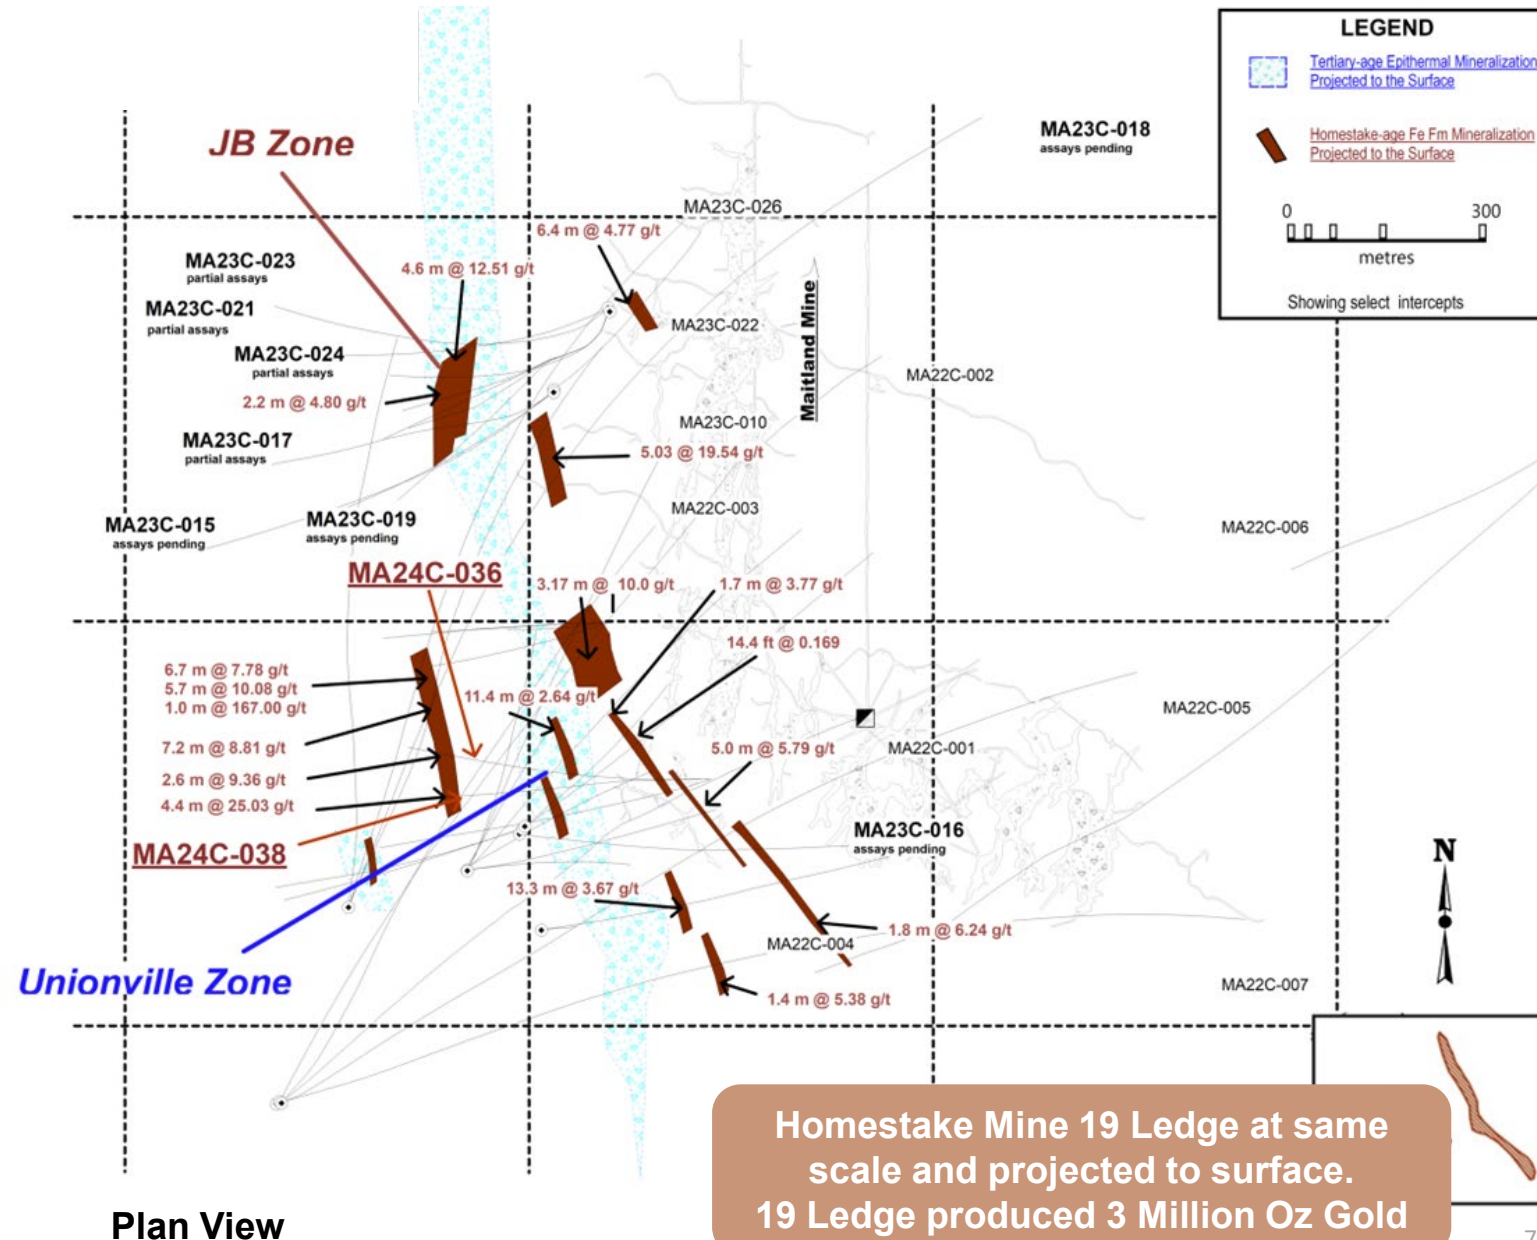 LEGEND
Tertiary-age Epithermal Mineralization
Projected to the Surface
Homestake-age Fe Fm Mineralization
Projected to the Surface
0 300
metres
Showing select intercepts
JB Zone
MA23C-018
assays pending
MA23C-026
6.4 m @ 4.77 g/t
MA23C-023
partial assays
4.6 m @ 12.51 g/t
MA23C-021
partial assays
MA23C-022
Maitland Mine
MA23C-024
partial assays
MA22C-002
2.2 m @ 4.80 g/t
MA23C-010
MA23C-017
partial assays
5.03 @ 19.54 g/t
MA22C-003
MA23C-015
assays pending
MA23C-019
assays pending
MA22C-006
MA24C-036
3.17 m @ 10.0 g/t
1.7 m @ 3.77 g/t
14.4 ft @ 0.169
6.7 m @ 7.78 g/t
5.7 m @ 10.08 g/t
1.0 m @ 167.00 g/t
11.4 m @ 2.64 g/t
MA22C-005
7.2 m @ 8.81 g/t
5.0 m @ 5.79 g/t
MA22C-001
2.6 m @ 9.36 g/t
4.4 m @ 25.03 g/t
MA23C-016
assays pending
MA24C-038
N
13.3 m @ 3.67 g/t
1.8 m @ 6.24 g/t
MA22C-004
Unionville Zone
MA22C-007
1.4 m @ 5.38 g/t
Homestake Mine 19 Ledge at same
scale and projected to surface.
19 Ledge produced 3 Million Oz Gold
Plan View
7